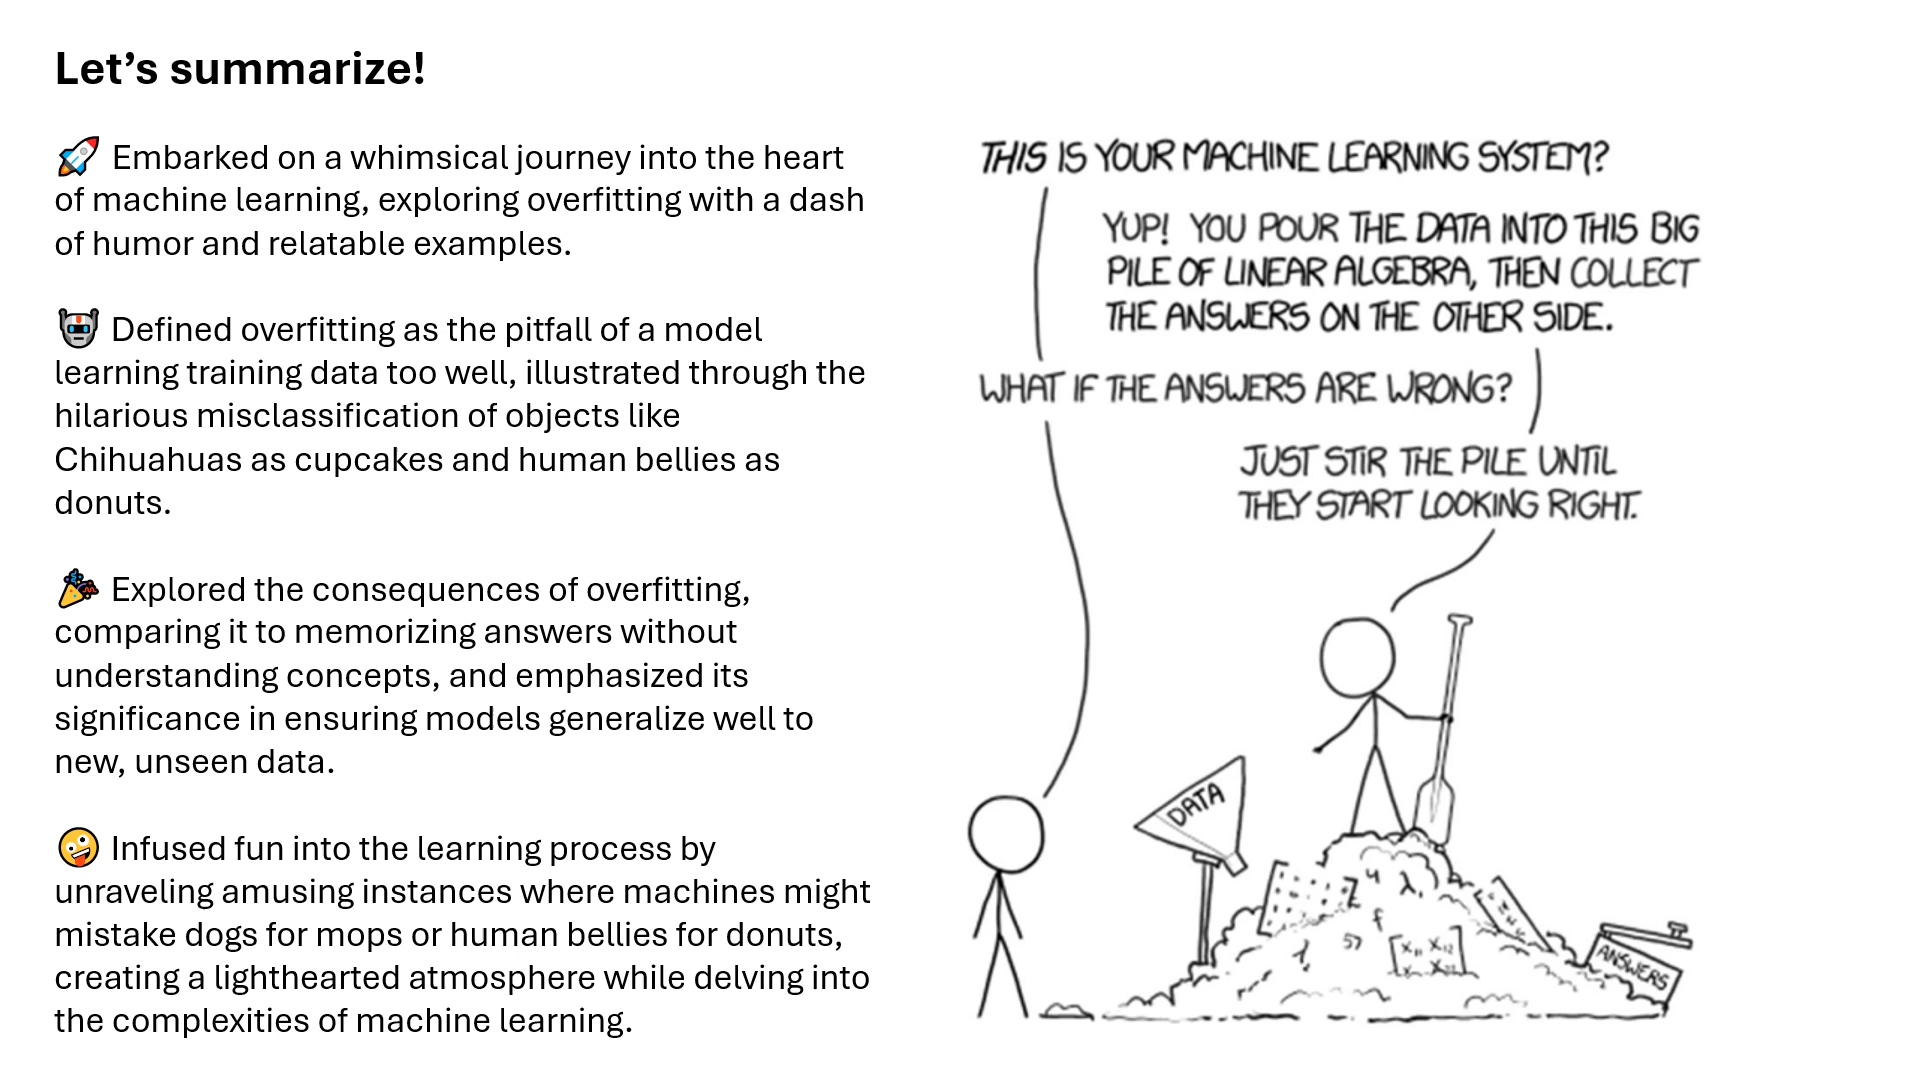 Let’s summarize!
🚀 Embarked on a whimsical journey into the heart
of machine learning, exploring overfitting with a dash
of humor and relatable examples.
🤖 Defined overfitting as the pitfall of a model
learning training data too well, illustrated through the
hilarious misclassification of objects like
Chihuahuas as cupcakes and human bellies as
donuts.
🎉 Explored the consequences of overfitting,
comparing it to memorizing answers without
understanding concepts, and emphasized its
significance in ensuring models generalize well to
new, unseen data.
🤪 Infused fun into the learning process by
unraveling amusing instances where machines might
mistake dogs for mops or human bellies for donuts,
creating a lighthearted atmosphere while delving into
the complexities of machine learning.
THIS IS YOUR MACHINE LEARNING SYSTEM?
YUP! YOU POUR THE DATA INTO THIS BIG
PILE OF LINEAR ALGEBRA, THEN COLLECT
THE ANSWERS ON THE OTHER SIDE.
WHAT IF THE ANSWERS ARE WRONG?
JUST STIR THE PILE UNTIL
THEY START LOOKING RIGHT.
DATA
ANSWERS